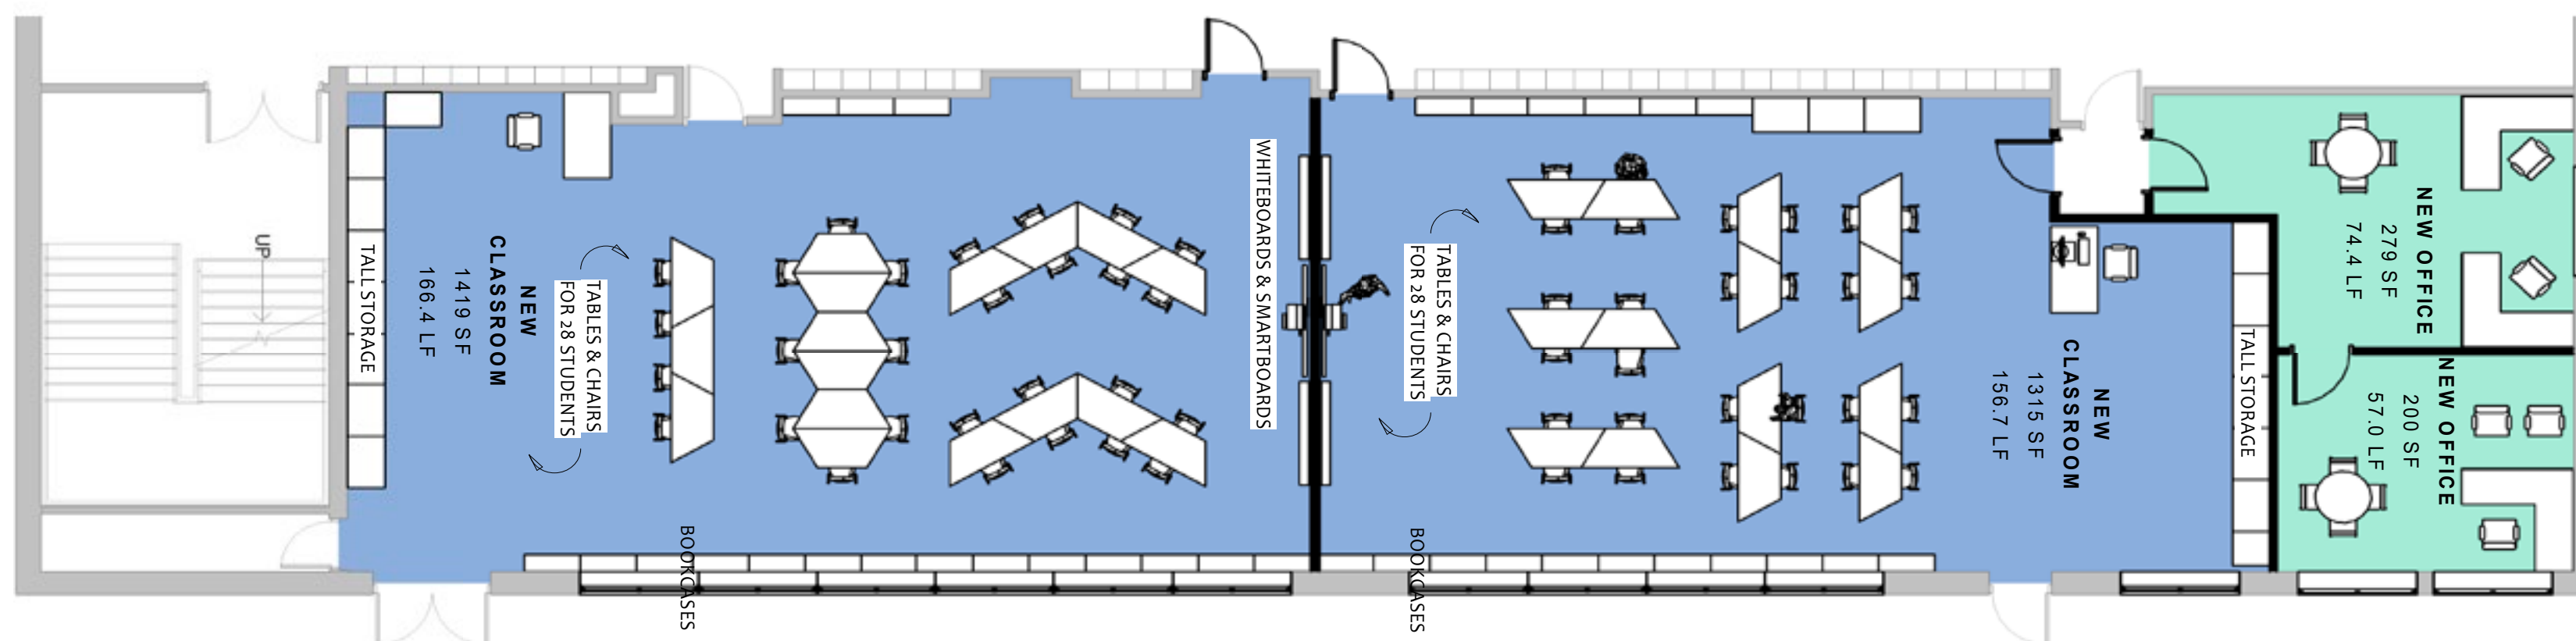 UP
TALL STORAGE
NEW
CLASSROOM
1419 SF
166.4 LF
TABLES & CHAIRS
FOR 28 STUDENTS
BOOKCASES
WHITEBOARDS & SMARTBOARDS
TABLES & CHAIRS
FOR 28 STUDENTS
BOOKCASES
NEW
CLASSROOM
1315 SF
156.7 LF
TALL STORAGE
NEW OFFICE
279 SF
74.4 LF
NEW OFFICE
200 SF
57.0 LF